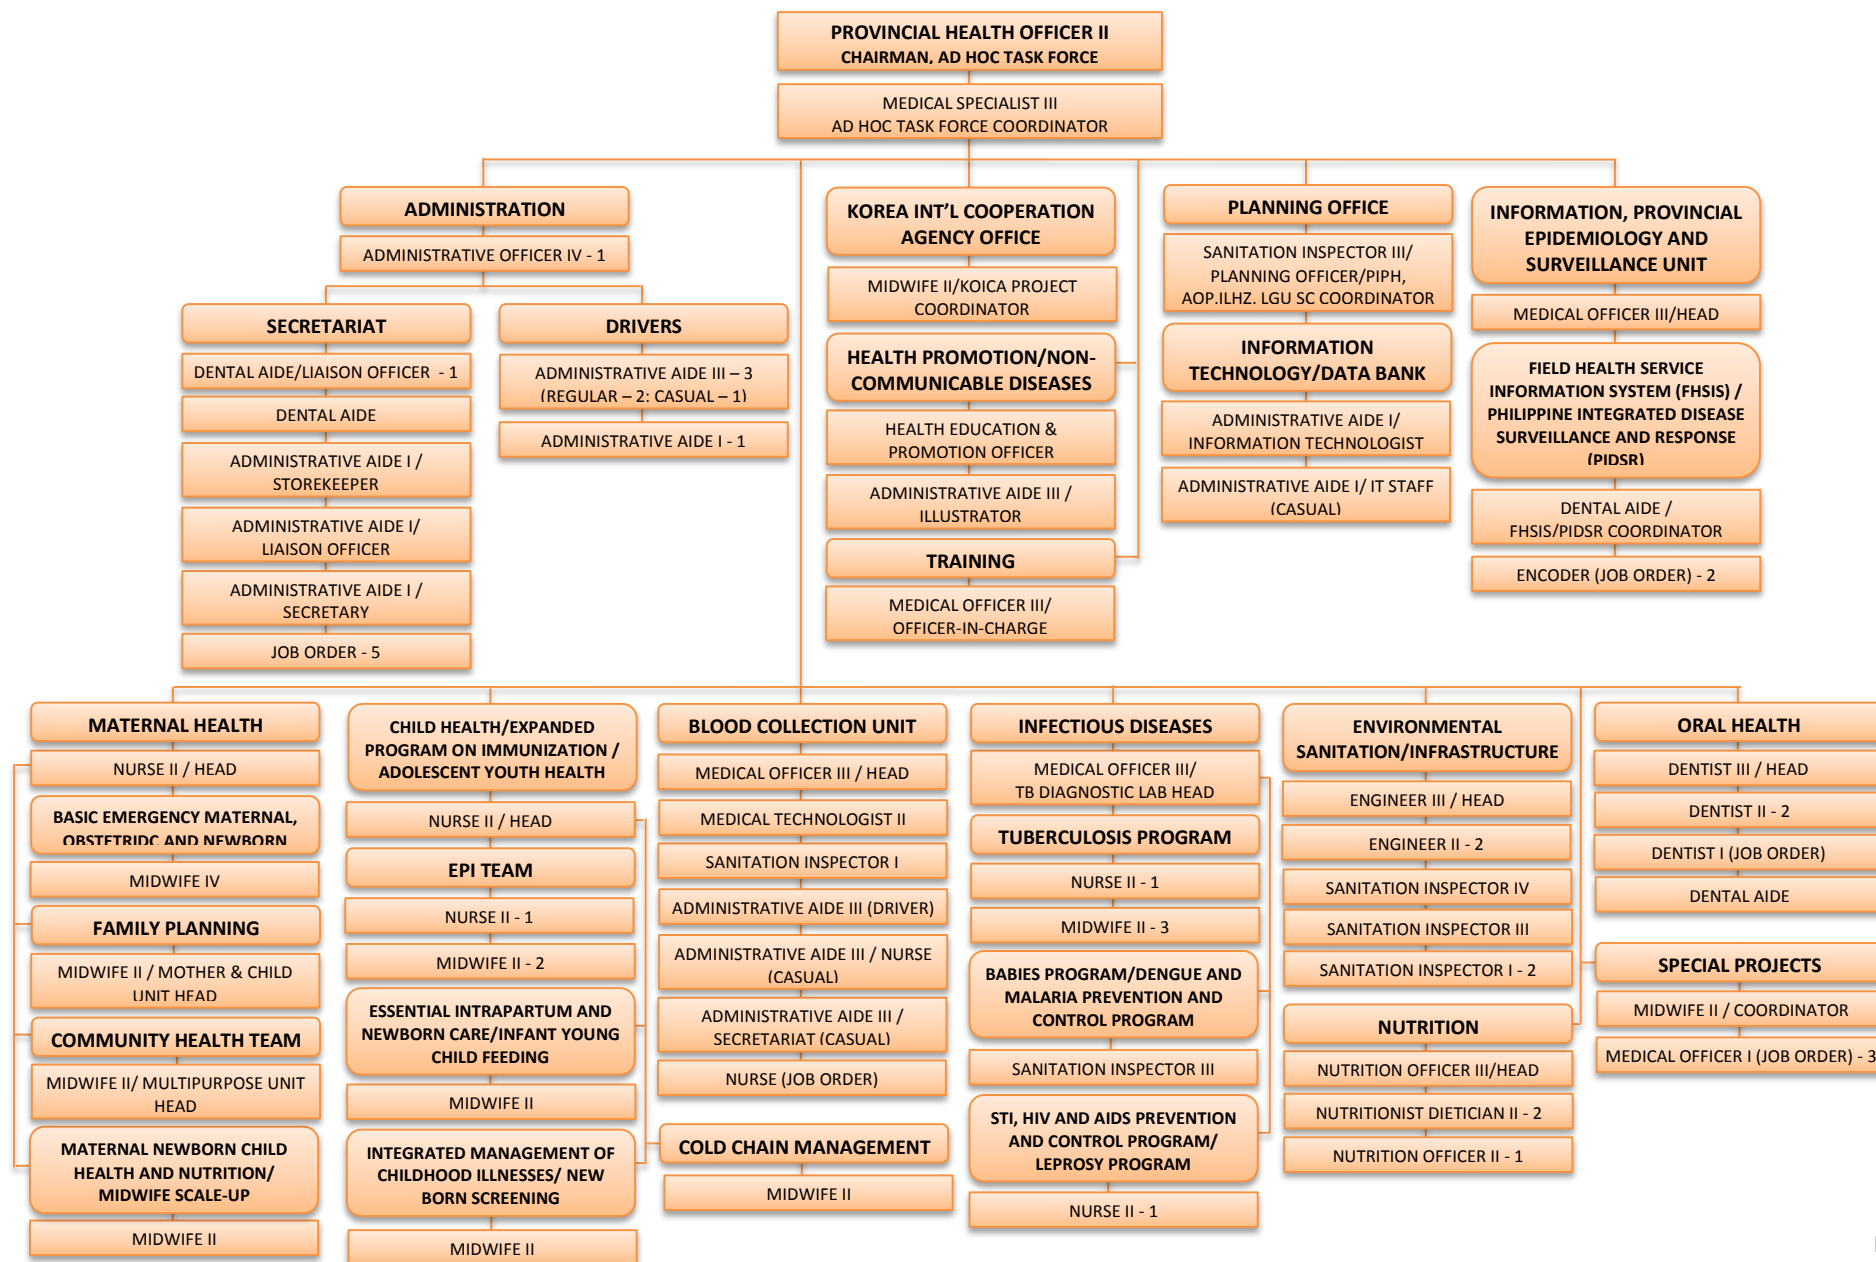 PROVINCIAL HEALTH OFFICER II
CHAIRMAN, AD HOC TASK FORCE
MEDICAL SPECIALIST III
AD HOC TASK FORCE COORDINATOR
ADMINISTRATION
ADMINISTRATIVE OFFICER IV - 1
SECRETARIAT
DENTAL AIDE/LIAISON OFFICER - 1
DENTAL AIDE
ADMINISTRATIVE AIDE I /
STOREKEEPER
ADMINISTRATIVE AIDE I/
LIAISON OFFICER
ADMINISTRATIVE AIDE I /
SECRETARY
JOB ORDER - 5
DRIVERS
ADMINISTRATIVE AIDE III – 3
(REGULAR – 2: CASUAL – 1)
ADMINISTRATIVE AIDE I - 1
KOREA INT'L COOPERATION
AGENCY OFFICE
MIDWIFE II/KOICA PROJECT
COORDINATOR
HEALTH PROMOTION/NON-
COMMUNICABLE DISEASES
HEALTH EDUCATION &
PROMOTION OFFICER
ADMINISTRATIVE AIDE III /
ILLUSTRATOR
TRAINING
MEDICAL OFFICER III/
OFFICER-IN-CHARGE
PLANNING OFFICE
SANITATION INSPECTOR III/
PLANNING OFFICER/PIPH,
AOP.ILHZ. LGU SC COORDINATOR
INFORMATION
TECHNOLOGY/DATA BANK
ADMINISTRATIVE AIDE I/
INFORMATION TECHNOLOGIST
ADMINISTRATIVE AIDE I/ IT STAFF
(CASUAL)
INFORMATION, PROVINCIAL
EPIDEMIOLOGY AND
SURVEILLANCE UNIT
MEDICAL OFFICER III/HEAD
FIELD HEALTH SERVICE
INFORMATION SYSTEM (FHSIS) /
PHILIPPINE INTEGRATED DISEASE
SURVEILLANCE AND RESPONSE
(PIDSR)
DENTAL AIDE /
FHSIS/PIDSR COORDINATOR
ENCODER (JOB ORDER) - 2
MATERNAL HEALTH
NURSE II / HEAD
BASIC EMERGENCY MATERNAL,
OBSTETRIDC AND NEWBORN
MIDWIFE IV
FAMILY PLANNING
MIDWIFE II / MOTHER & CHILD
UNIT HEAD
COMMUNITY HEALTH TEAM
MIDWIFE II/ MULTIPURPOSE UNIT
HEAD
MATERNAL NEWBORN CHILD
HEALTH AND NUTRITION/
MIDWIFE SCALE-UP
MIDWIFE II
CHILD HEALTH/EXPANDED
PROGRAM ON IMMUNIZATION /
ADOLESCENT YOUTH HEALTH
NURSE II / HEAD
EPI TEAM
NURSE II - 1
MIDWIFE II - 2
ESSENTIAL INTRAPARTUM AND
NEWBORN CARE/INFANT YOUNG
CHILD FEEDING
MIDWIFE II
INTEGRATED MANAGEMENT OF
CHILDHOOD ILLNESSES/ NEW
BORN SCREENING
MIDWIFE II
BLOOD COLLECTION UNIT
MEDICAL OFFICER III / HEAD
MEDICAL TECHNOLOGIST II
SANITATION INSPECTOR I
ADMINISTRATIVE AIDE III (DRIVER)
ADMINISTRATIVE AIDE III / NURSE
(CASUAL)
ADMINISTRATIVE AIDE III /
SECRETARIAT (CASUAL)
NURSE (JOB ORDER)
COLD CHAIN MANAGEMENT
MIDWIFE II
INFECTIOUS DISEASES
MEDICAL OFFICER III/
TB DIAGNOSTIC LAB HEAD
TUBERCULOSIS PROGRAM
NURSE II - 1
MIDWIFE II - 3
BABIES PROGRAM/DENGUE AND
MALARIA PREVENTION AND
CONTROL PROGRAM
SANITATION INSPECTOR III
STI, HIV AND AIDS PREVENTION
AND CONTROL PROGRAM/
LEPROSY PROGRAM
NURSE II - 1
ENVIRONMENTAL
SANITATION/INFRASTRUCTURE
ENGINEER III / HEAD
ENGINEER II - 2
SANITATION INSPECTOR IV
SANITATION INSPECTOR III
SANITATION INSPECTOR I - 2
NUTRITION
NUTRITION OFFICER III/HEAD
NUTRITIONIST DIETICIAN II - 2
NUTRITION OFFICER II - 1
ORAL HEALTH
DENTIST III / HEAD
DENTIST II - 2
DENTIST I (JOB ORDER)
DENTAL AIDE
SPECIAL PROJECTS
MIDWIFE II / COORDINATOR
MEDICAL OFFICER I (JOB ORDER) - 3